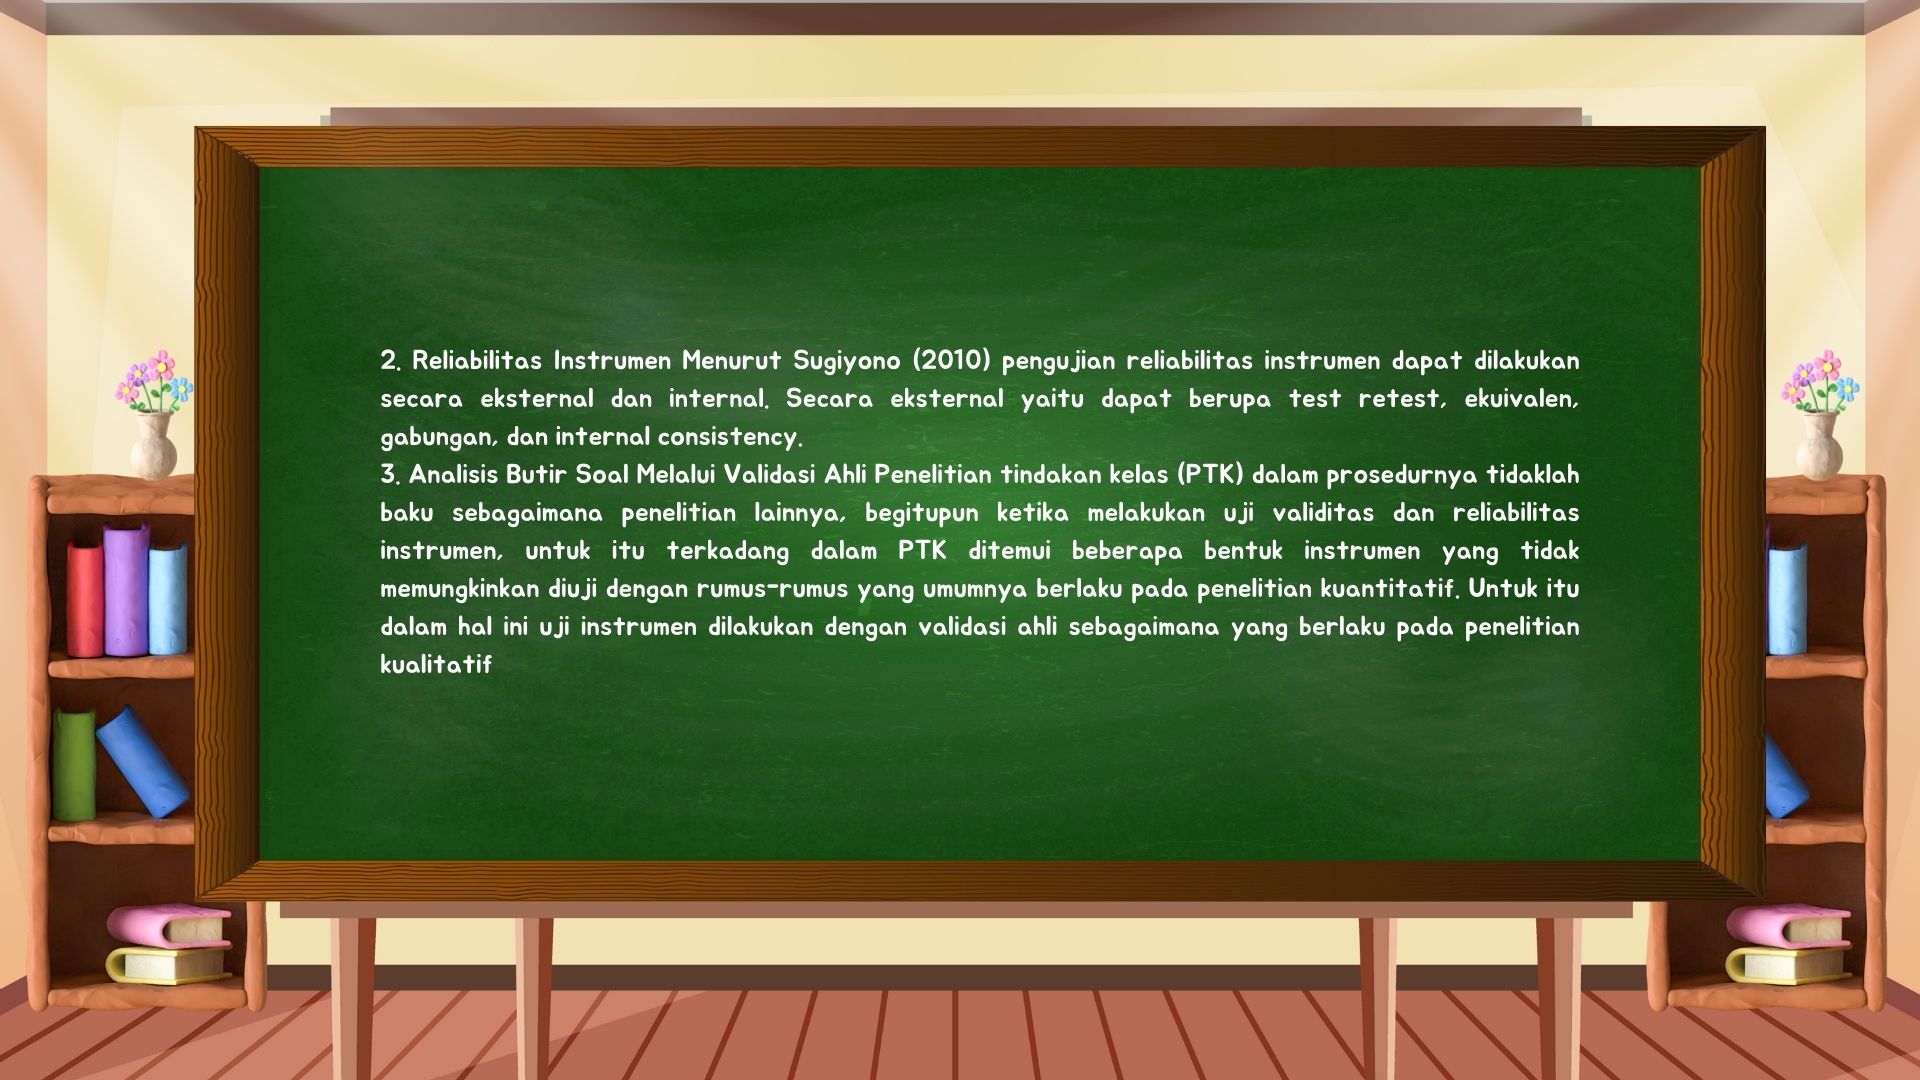 2. Reliabilitas Instrumen Menurut Sugiyono (2010) pengujian reliabilitas instrumen dapat dilakukan
secara eksternal dan internal. Secara eksternal yaitu dapat berupa test retest, ekuivalen,
gabungan, dan internal consistency.
3. Analisis Butir Soal Melalui Validasi Ahli Penelitian tindakan kelas (PTK) dalam prosedurnya tidaklah
baku sebagaimana penelitian lainnya, begitupun ketika melakukan uji validitas dan reliabilitas
instrumen, untuk itu terkadang dalam PTK ditemui beberapa bentuk instrumen yang tidak
memungkinkan diuji dengan rumus-rumus yang umumnya berlaku pada penelitian kuantitatif. Untuk itu
dalam hal ini uji instrumen dilakukan dengan validasi ahli sebagaimana yang berlaku pada penelitian
kualitatif